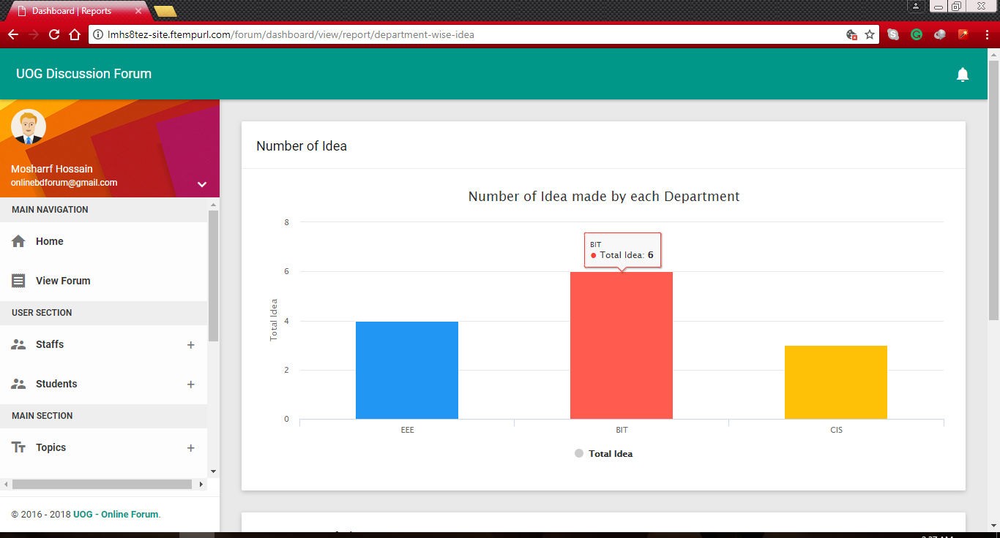 Dashboard | Reports
lmhs8tez-site.ftempurl.com/forum/dashboard/view/report/department-wise-idea
UOG Discussion Forum
Mosharrf Hossain
onlinebdforum@gmail.com
MAIN NAVIGATION
Home
View Forum
USER SECTION
Staffs +
Students +
MAIN SECTION
Topics +
© 2016 - 2018 UOG - Online Forum.
Number of Idea
Number of Idea made by each Department
Total Idea
8
6
4
2
0
BIT
Total Idea: 6
EEE BIT CIS
Total Idea